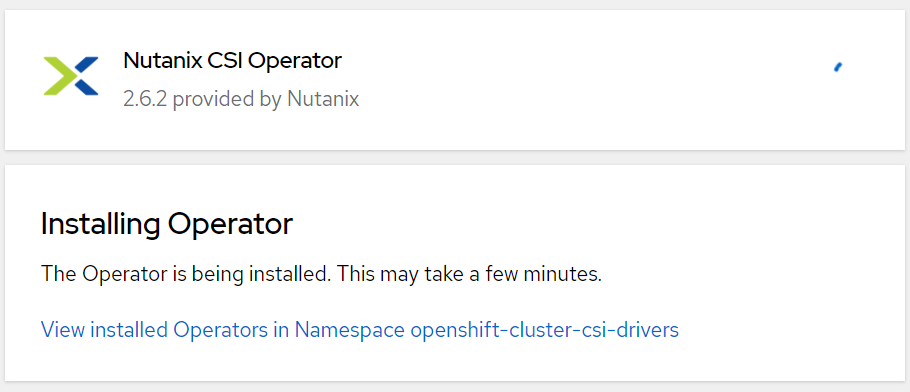 Nutanix CSI Operator
2.6.2 provided by Nutanix
Installing Operator
The Operator is being installed. This may take a few minutes.
View installed Operators in Namespace openshift-cluster-csi-drivers